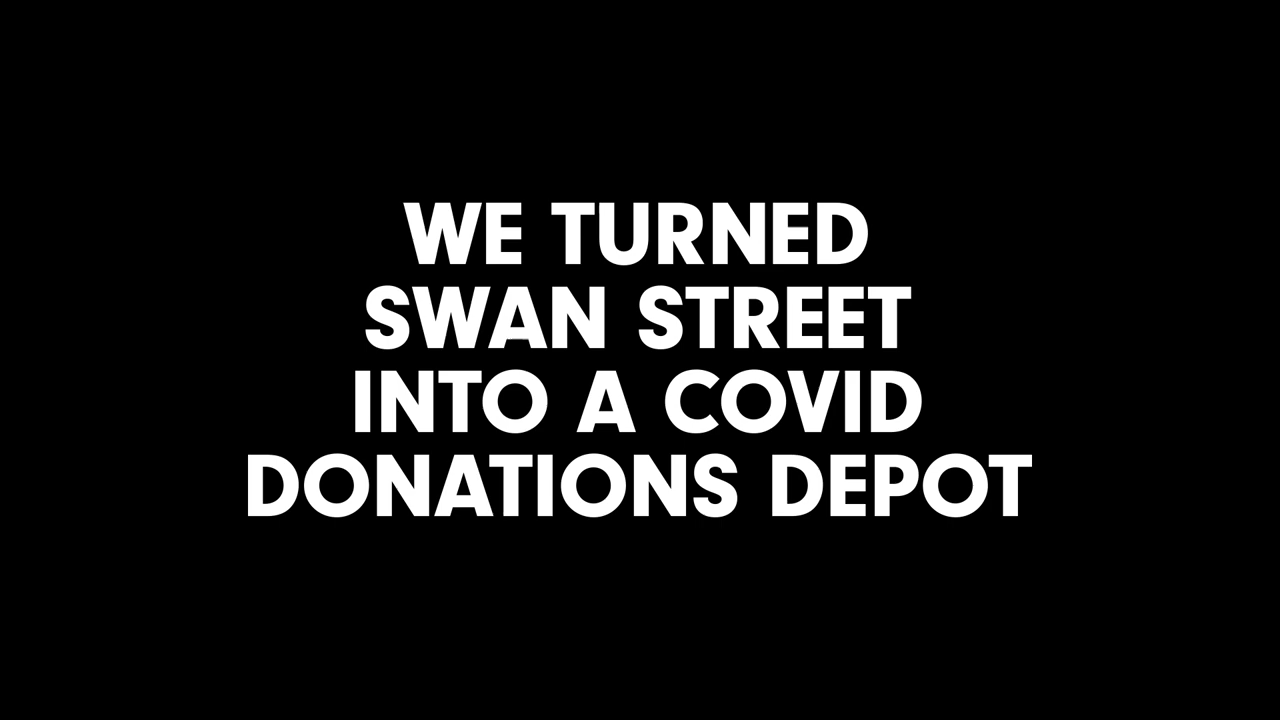 WE TURNED
SWAN STREET
INTO A COVID
DONATIONS DEPOT